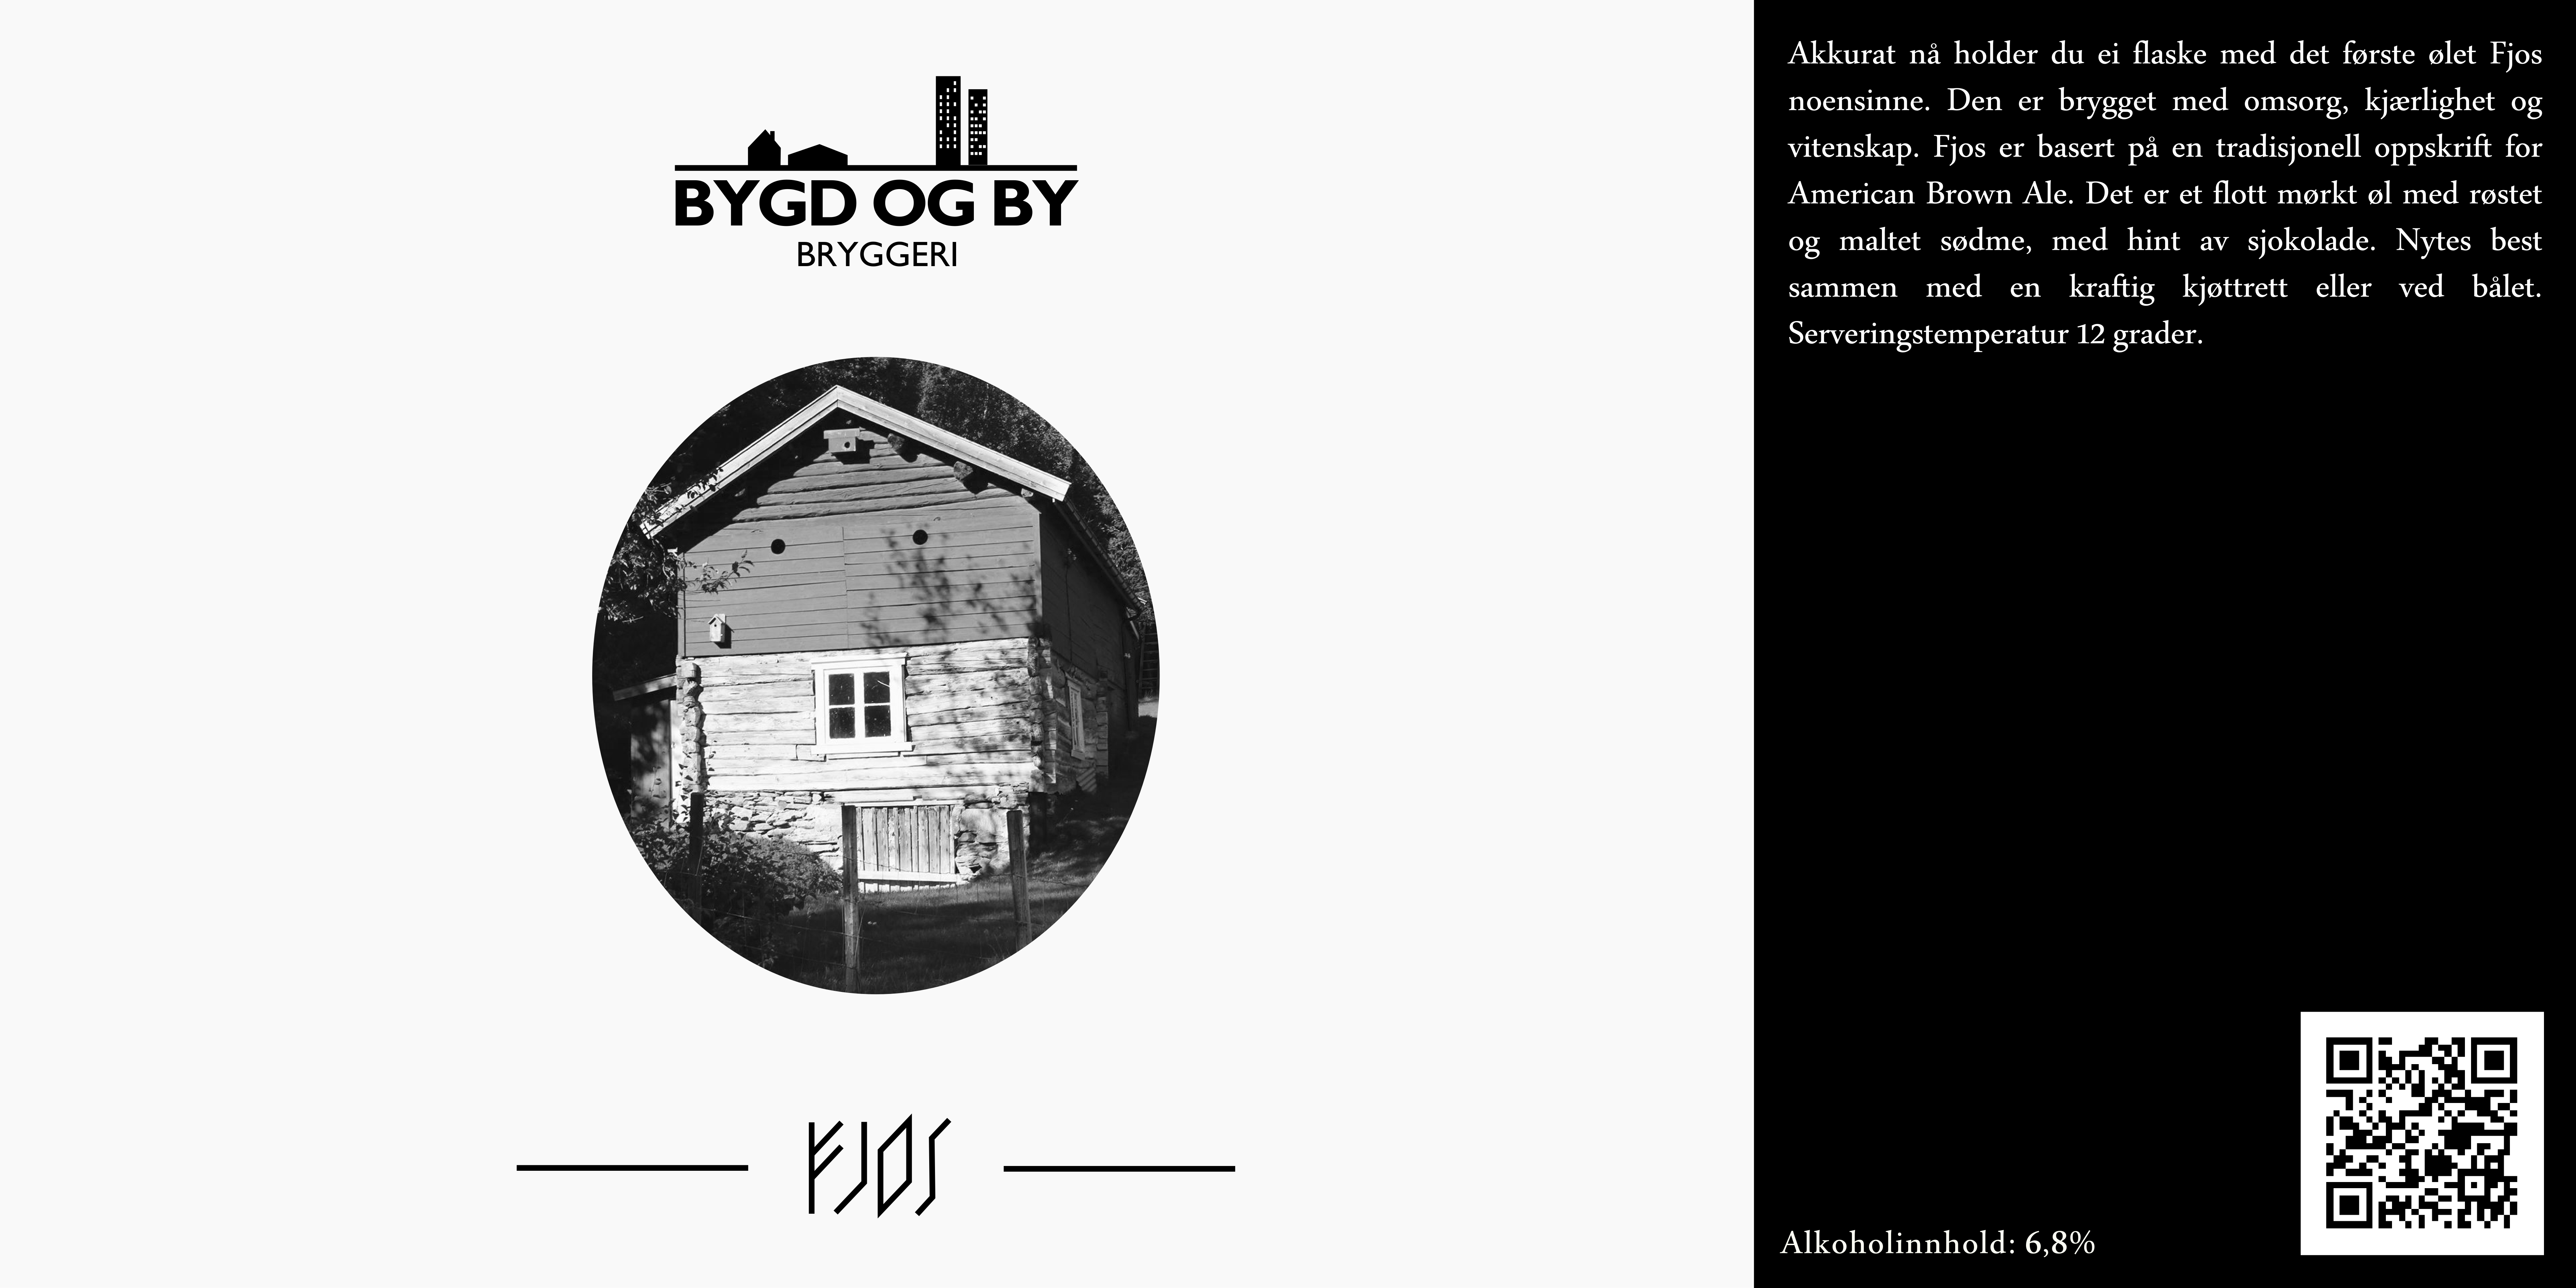 BYGD OG BY
BRYGGERI
FJOS
Akkurat nå holder du ei flaske med det første ølet Fjos
noensinne. Den er brygget med omsorg, kjærlighet og
vitenskap. Fjos er basert på en tradisjonell oppskrift for
American Brown Ale. Det er et flott mørkt øl med røstet
og maltet sødme, med hint av sjokolade. Nytes best
sammen med en kraftig kjøttrett eller ved bålet.
Serveringstemperatur 12 grader.
Alkoholinnhold: 6,8%